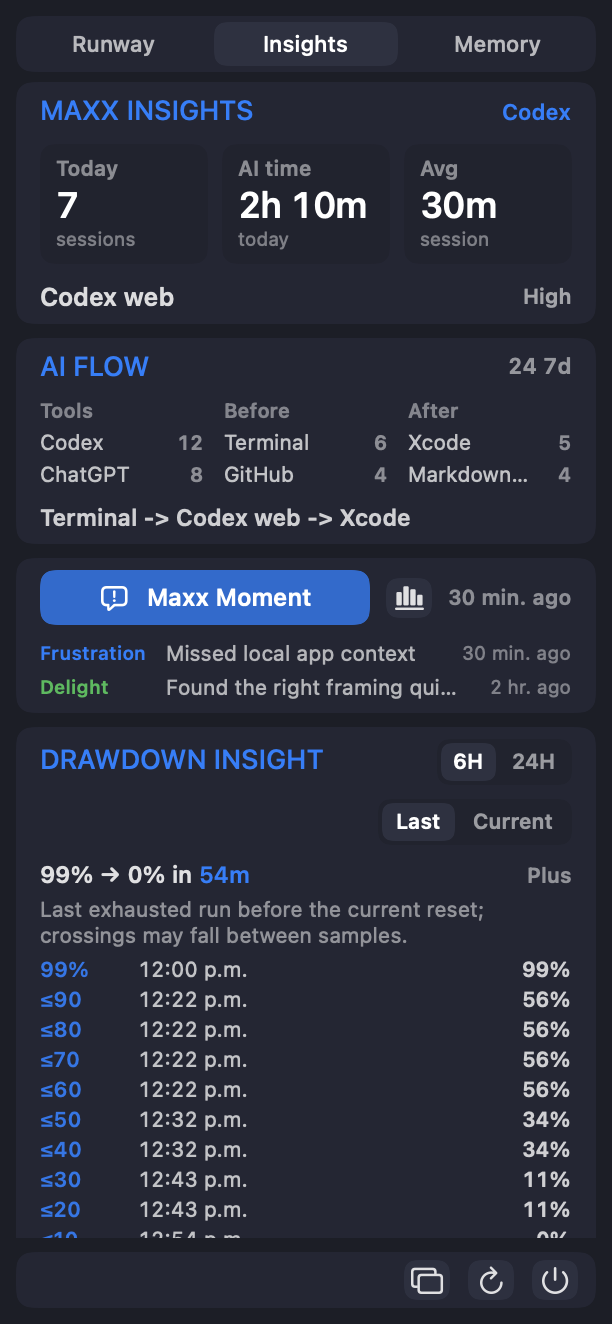 Runway Insights Memory
MAXX INSIGHTS Codex
Today AI time Avg
7 2h 10m 30m
sessions today session
Codex web High
AI FLOW 24 7d
Tools Before After
Codex 12 Terminal 6 Xcode 5
ChatGPT 8 GitHub 4 Markdown... 4
Terminal -> Codex web -> Xcode
Maxx Moment 30 min. ago
Frustration Missed local app context 30 min. ago
Delight Found the right framing qui... 2 hr. ago
DRAWDOWN INSIGHT 6H 24H
Last Current
99% → 0% in 54m Plus
Last exhausted run before the current reset;
crossings may fall between samples.
99% 12:00 p.m. 99%
≤90 12:22 p.m. 56%
≤80 12:22 p.m. 56%
≤70 12:22 p.m. 56%
≤60 12:22 p.m. 56%
≤50 12:32 p.m. 34%
≤40 12:32 p.m. 34%
≤30 12:43 p.m. 11%
≤20 12:43 p.m. 11%
≤10 12:54 p.m. 0%